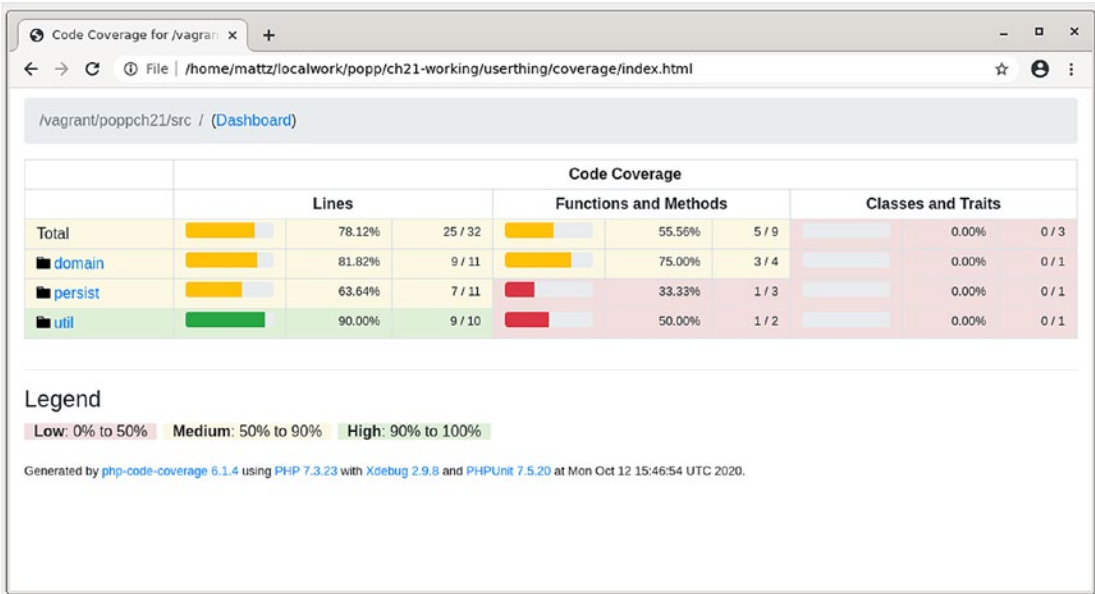 Code Coverage for /vagran
File | /home/mattz/localwork/popp/ch21-working/userthing/coverage/index.html
/vagrant/poppch21/src / (Dashboard)
Code Coverage
Lines Functions and Methods Classes and Traits
Total 78.12% 25 / 32 55.56% 5 / 9 0.00% 0 / 3
domain 81.82% 9 / 11 75.00% 3 / 4 0.00% 0 / 1
persist 63.64% 7 / 11 33.33% 1 / 3 0.00% 0 / 1
util 90.00% 9 / 10 50.00% 1 / 2 0.00% 0 / 1
Legend
Low: 0% to 50% Medium: 50% to 90% High: 90% to 100%
Generated by php-code-coverage 6.1.4 using PHP 7.3.23 with Xdebug 2.9.8 and PHPUnit 7.5.20 at Mon Oct 12 15:46:54 UTC 2020.